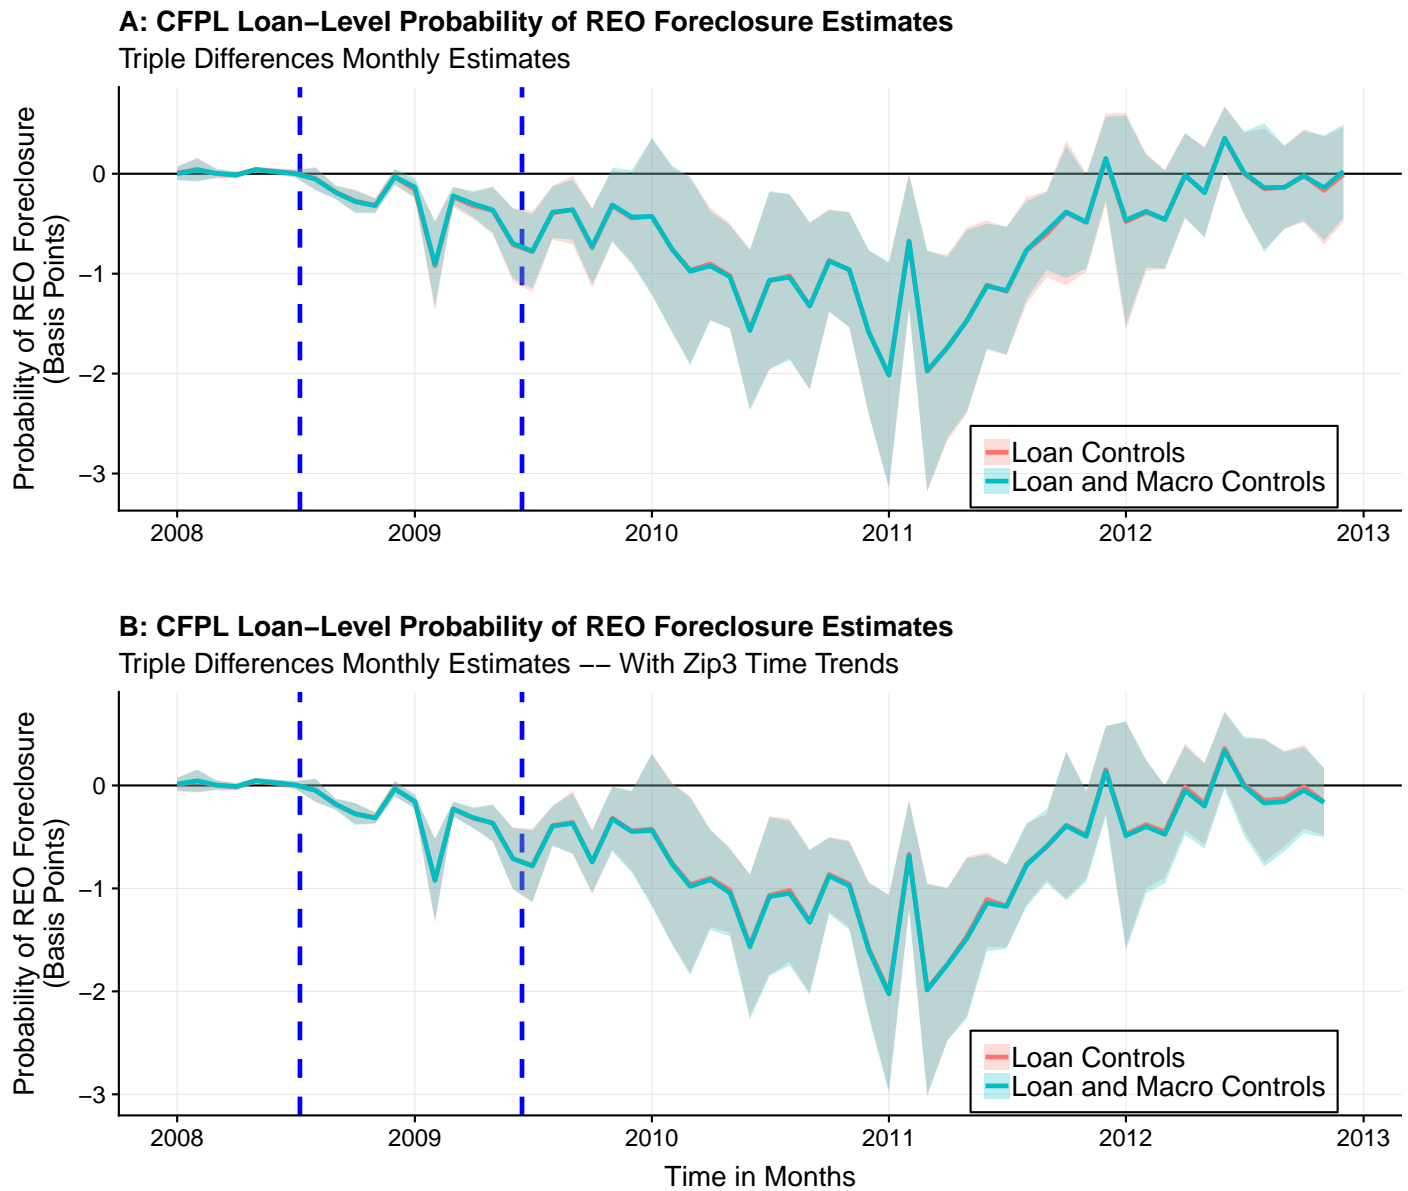 A: CFPL Loan−Level Probability of REO Foreclosure Estimates
Triple Differences Monthly Estimates
Probability of REO Foreclosure
(Basis Points)
0
−1
−2
−3
Loan Controls
Loan and Macro Controls
2008 2009 2010 2011 2012 2013
B: CFPL Loan−Level Probability of REO Foreclosure Estimates
Triple Differences Monthly Estimates −− With Zip3 Time Trends
Probability of REO Foreclosure
(Basis Points)
0
−1
−2
−3
Loan Controls
Loan and Macro Controls
2008 2009 2010 2011 2012 2013
Time in Months